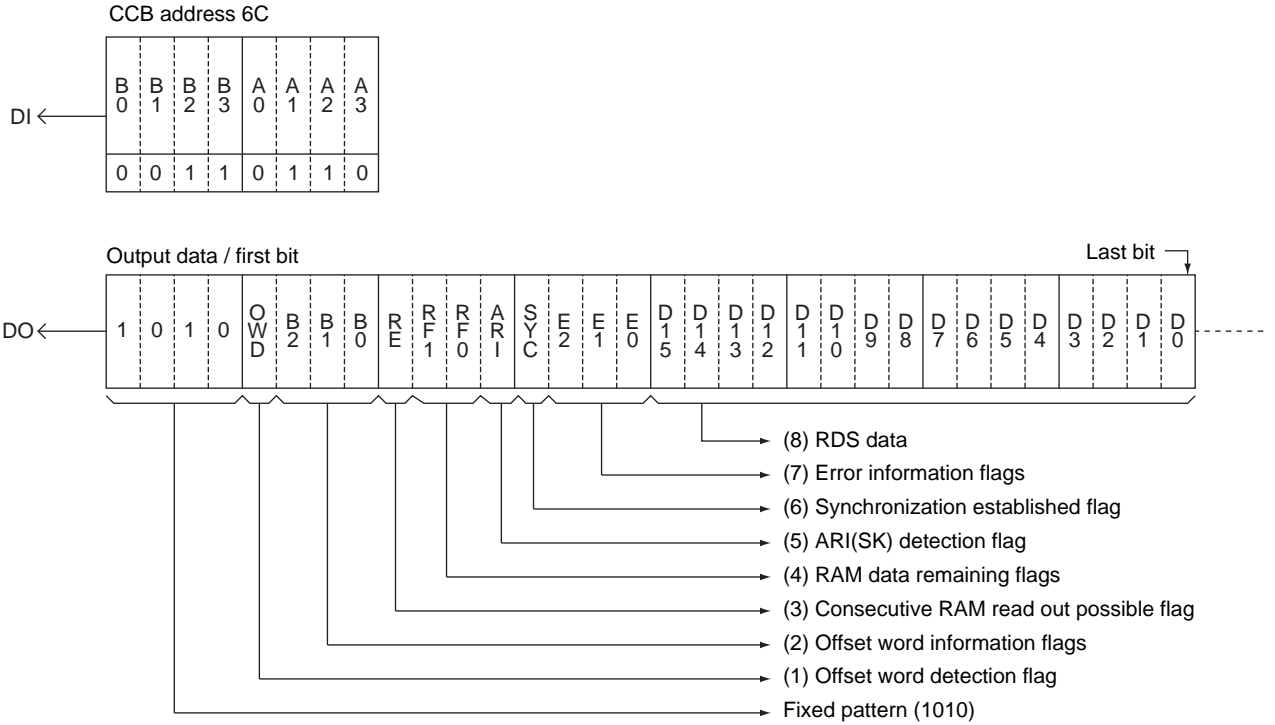 CCB address 6C
DI
B0 B1 B2 B3 A0 A1 A2 A3
0 0 1 1 0 1 1 0
Output data / first bit
Last bit
DO
1 0 1 0 OWD B2 B1 B0 RE RF1 RF0 ARI SYC E2 E1 E0 D15 D14 D13 D12 D11 D10 D9 D8 D7 D6 D5 D4 D3 D2 D1 D0
(8) RDS data
(7) Error information flags
(6) Synchronization established flag
(5) ARI(SK) detection flag
(4) RAM data remaining flags
(3) Consecutive RAM read out possible flag
(2) Offset word information flags
(1) Offset word detection flag
Fixed pattern (1010)